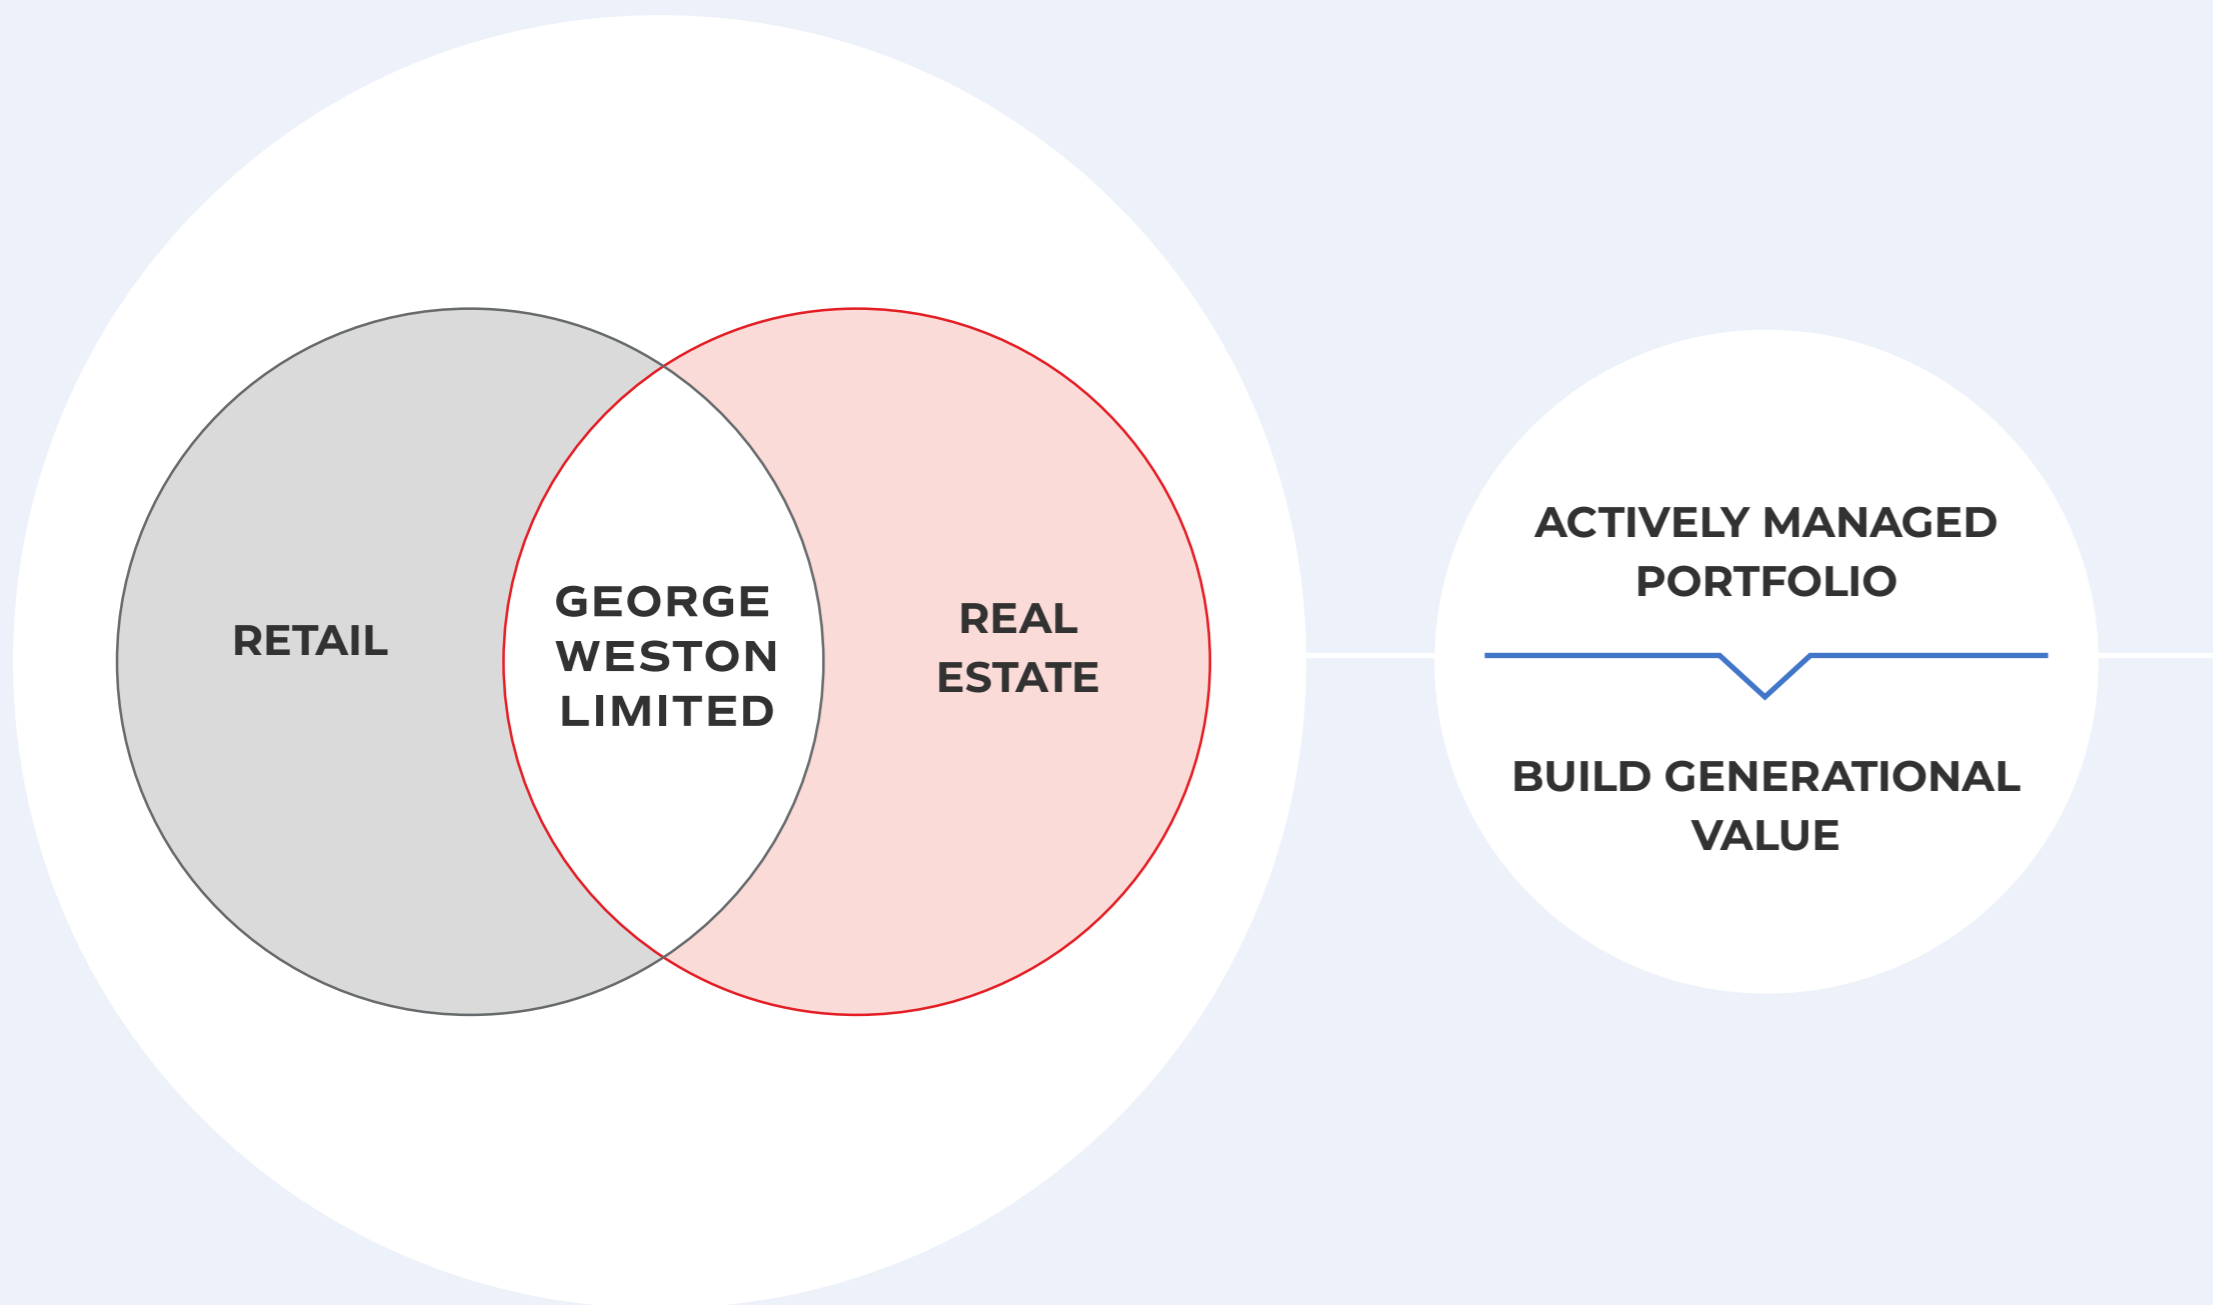 RETAIL
GEORGE
WESTON
LIMITED
REAL
ESTATE
ACTIVELY MANAGED
PORTFOLIO
BUILD GENERATIONAL
VALUE